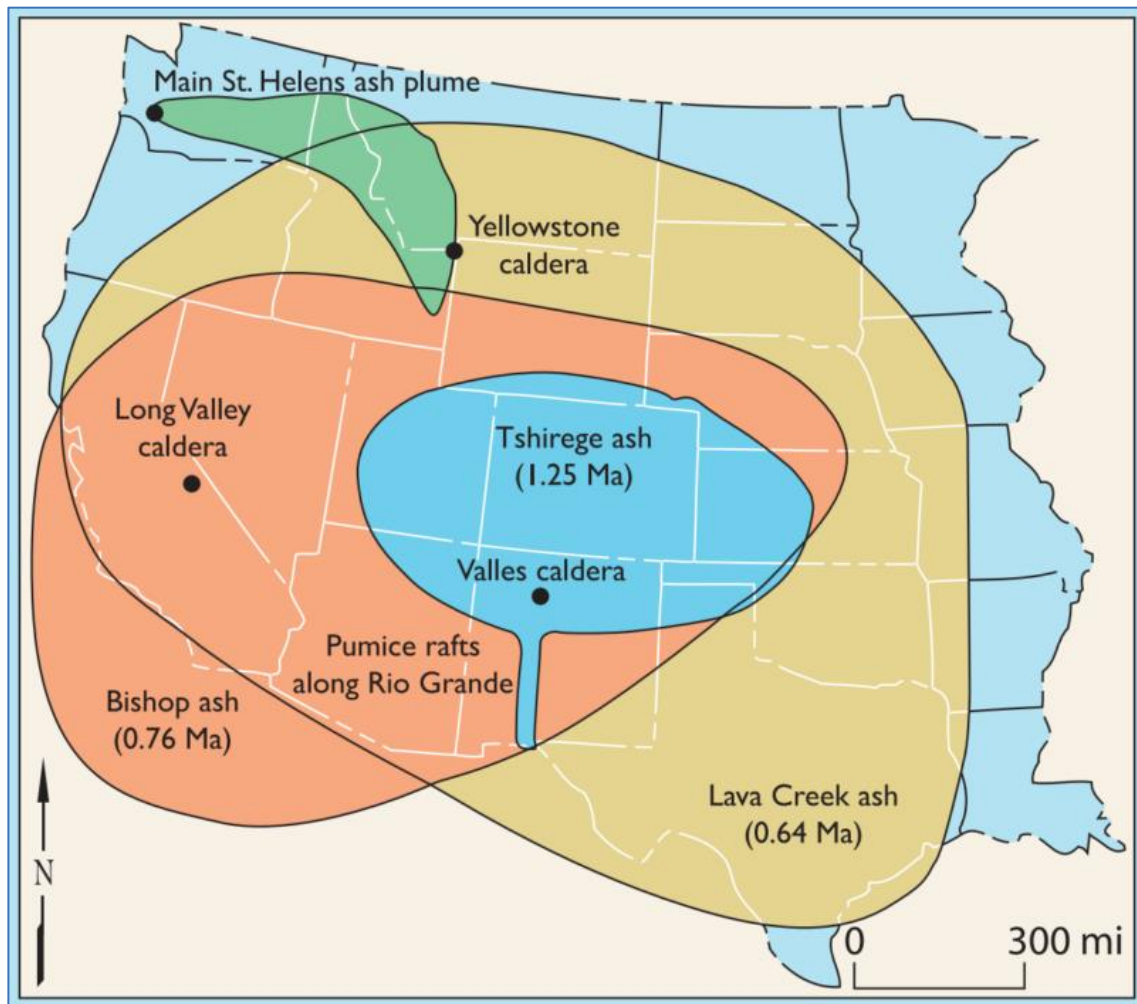 Main St. Helens ash plume
Yellowstone
caldera
Long Valley
caldera
Tshirege ash
(1.25 Ma)
Valles caldera
Pumice rafts
along Rio Grande
Bishop ash
(0.76 Ma)
Lava Creek ash
(0.64 Ma)
N
0 300 mi